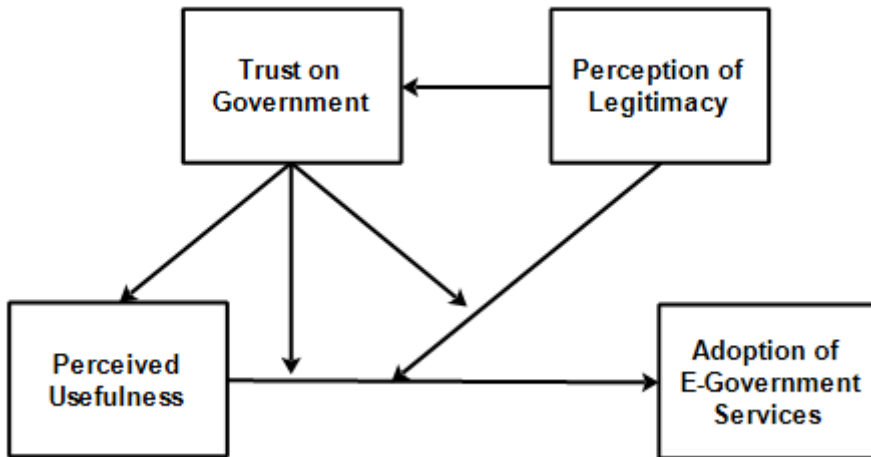 Trust on
Government
Perception of
Legitimacy
Perceived
Usefulness
Adoption of
E-Government
Services